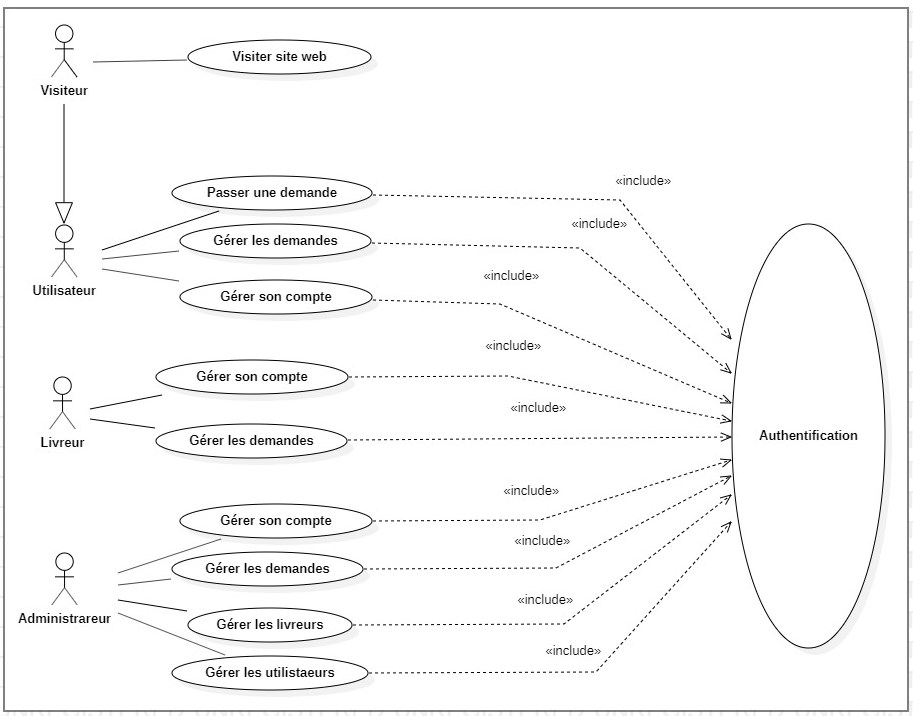 Visiter site web
Visiteur
«include»
Passer une demande
«include»
Gérer les demandes
«include»
Utilisateur
Gérer son compte
«include»
Gérer son compte
«include»
Authentification
Livreur
Gérer les demandes
«include»
Gérer son compte
«include»
Gérer les demandes
«include»
Administrareur
Gérer les livreurs
«include»
Gérer les utilistaeurs